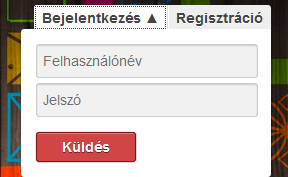 Bejelentkezés ▲ Regisztráció
Felhasználónév
Jelszó
Küldés